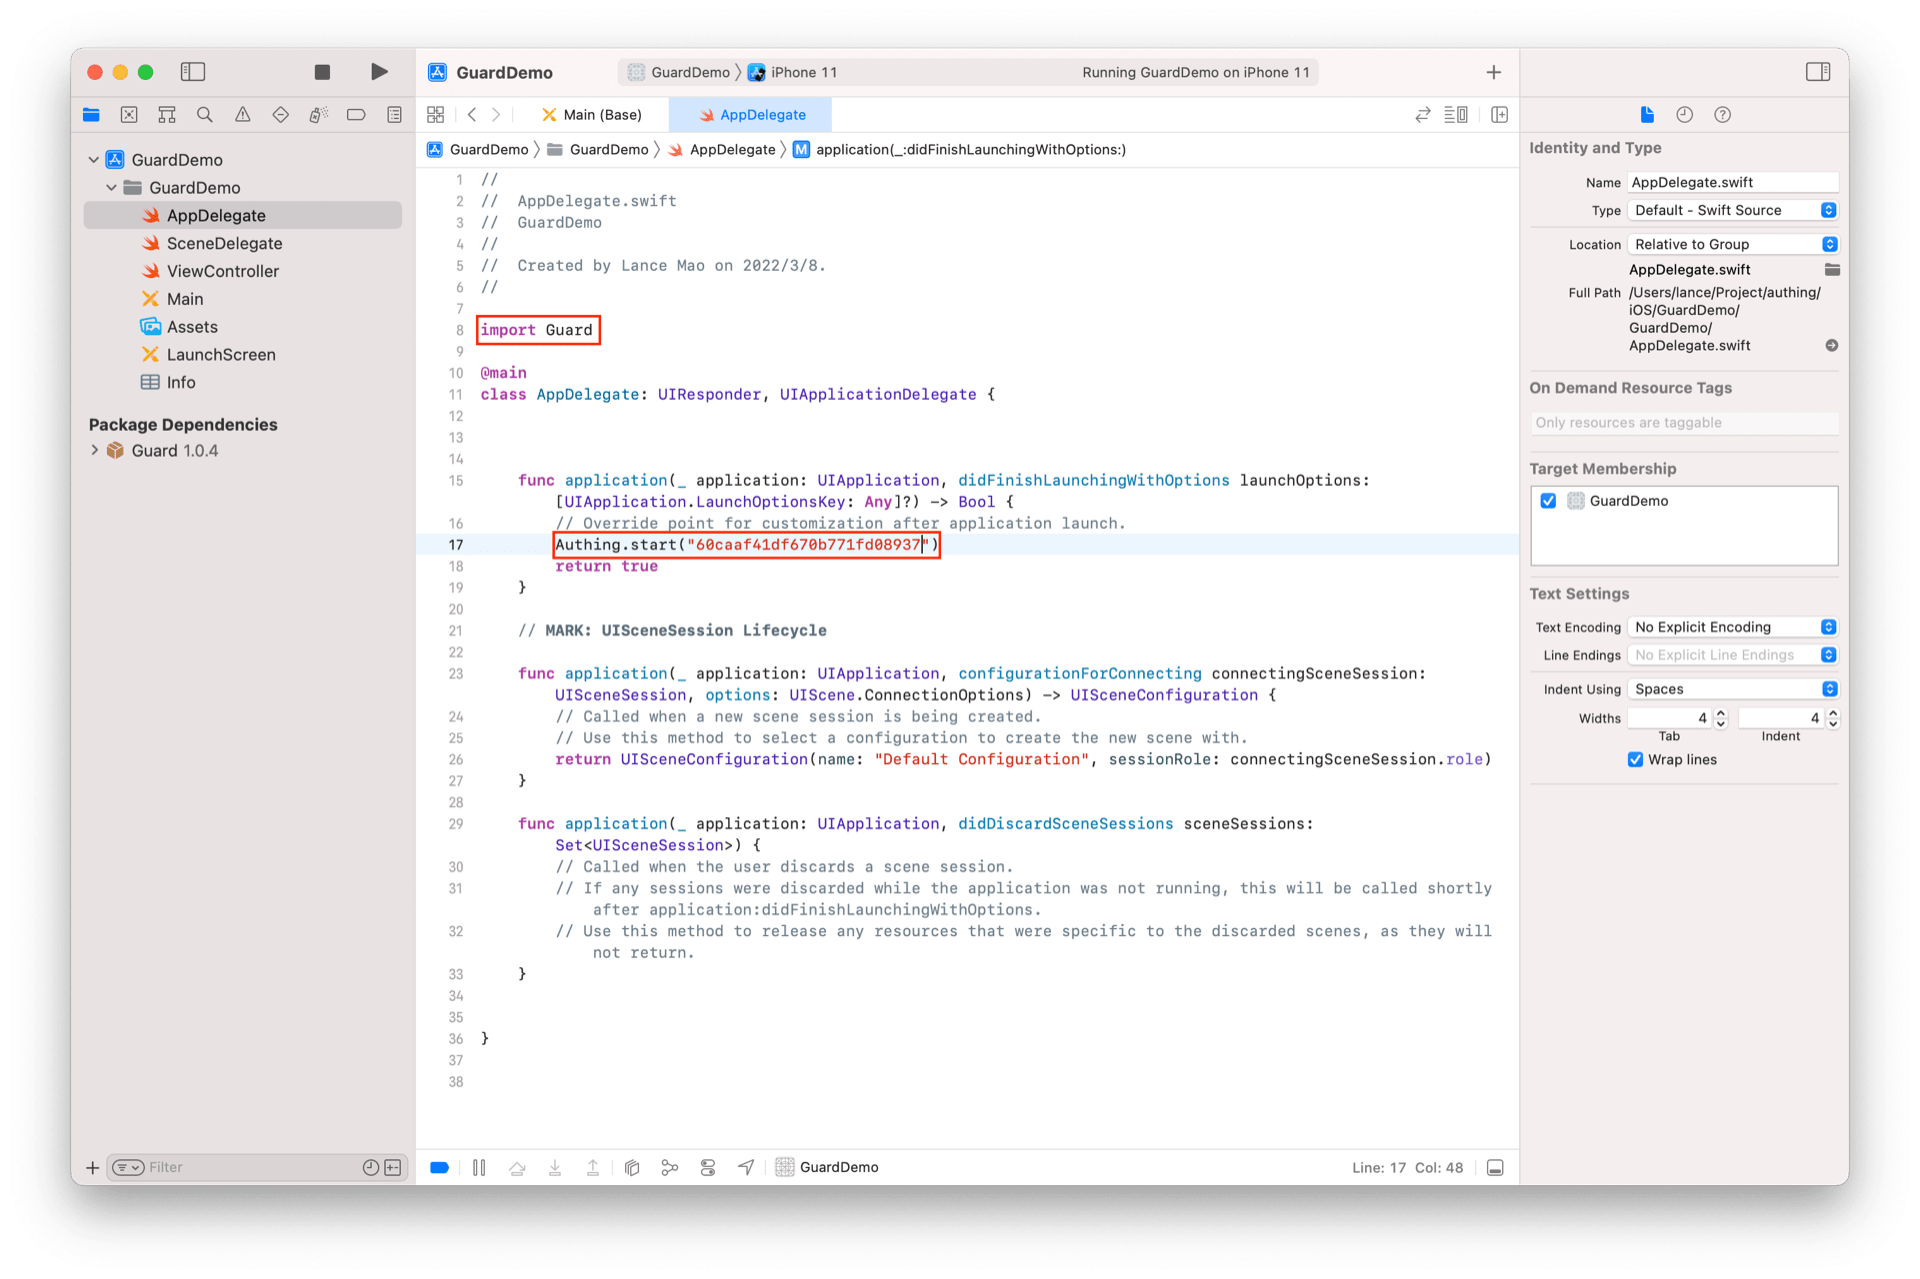 GuardDemo
GuardDemo
iPhone 11
Running GuardDemo on iPhone 11
Main (Base)
AppDelegate
GuardDemo
GuardDemo
AppDelegate
M
application(_:didFinishLaunchingWithOptions:)
GuardDemo
GuardDemo
AppDelegate
SceneDelegate
ViewController
Main
Assets
LaunchScreen
Info
Package Dependencies
Guard 1.0.4
Filter
1 //
2 //  AppDelegate.swift
3 //  GuardDemo
4 //
5 //  Created by Lance Mao on 2022/3/8.
6 //
7
8 import Guard
9
10 @main
11 class AppDelegate: UIResponder, UIApplicationDelegate {
12
13
14
15     func application(_ application: UIApplication, didFinishLaunchingWithOptions launchOptions:
[UIApplication.LaunchOptionsKey: Any]?) -> Bool {
16         // Override point for customization after application launch.
17         Authing.start("60caaf41df670b771fd08937")
18         return true
19     }
20
21     // MARK: UISceneSession Lifecycle
22
23     func application(_ application: UIApplication, configurationForConnecting connectingSceneSession:
UISceneSession, options: UIScene.ConnectionOptions) -> UISceneConfiguration {
24         // Called when a new scene session is being created.
25         // Use this method to select a configuration to create the new scene with.
26         return UISceneConfiguration(name: "Default Configuration", sessionRole: connectingSceneSession.role)
27     }
28
29     func application(_ application: UIApplication, didDiscardSceneSessions sceneSessions:
Set<UISceneSession>) {
30         // Called when the user discards a scene session.
31         // If any sessions were discarded while the application was not running, this will be called shortly
after application:didFinishLaunchingWithOptions.
32         // Use this method to release any resources that were specific to the discarded scenes, as they will
not return.
33     }
34
35
36 }
37
38
GuardDemo
Line: 17  Col: 48
Identity and Type
Name AppDelegate.swift
Type Default - Swift Source
Location Relative to Group
AppDelegate.swift
Full Path /Users/lance/Project/authing/
iOS/GuardDemo/
GuardDemo/
AppDelegate.swift
On Demand Resource Tags
Only resources are taggable
Target Membership
GuardDemo
Text Settings
Text Encoding No Explicit Encoding
Line Endings No Explicit Line Endings
Indent Using Spaces
Widths 4 4
Tab Indent
Wrap lines